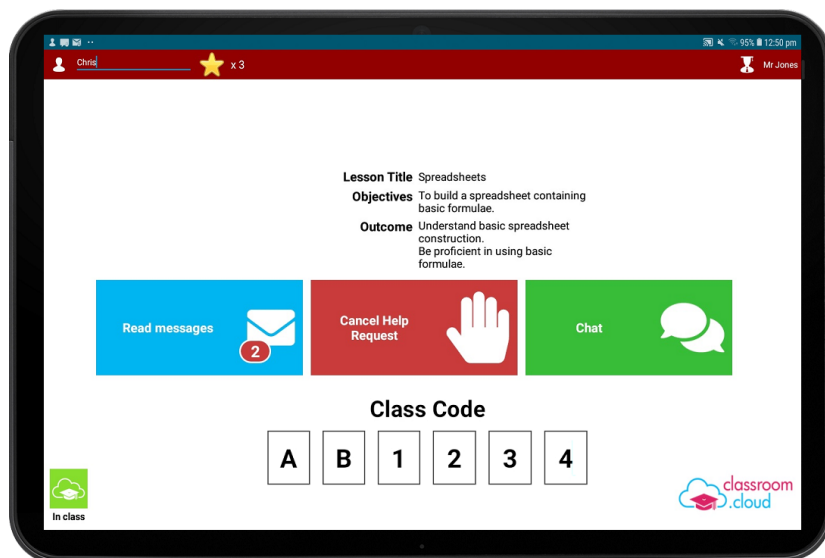 95% 12:50 pm
Chris x 3 Mr Jones
Lesson Title Spreadsheets
Objectives To build a spreadsheet containing
basic formulae.
Outcome Understand basic spreadsheet
construction.
Be proficient in using basic
formulae.
Read messages
2
Cancel Help
Request
Chat
Class Code
A B 1 2 3 4
In class
classroom
.cloud